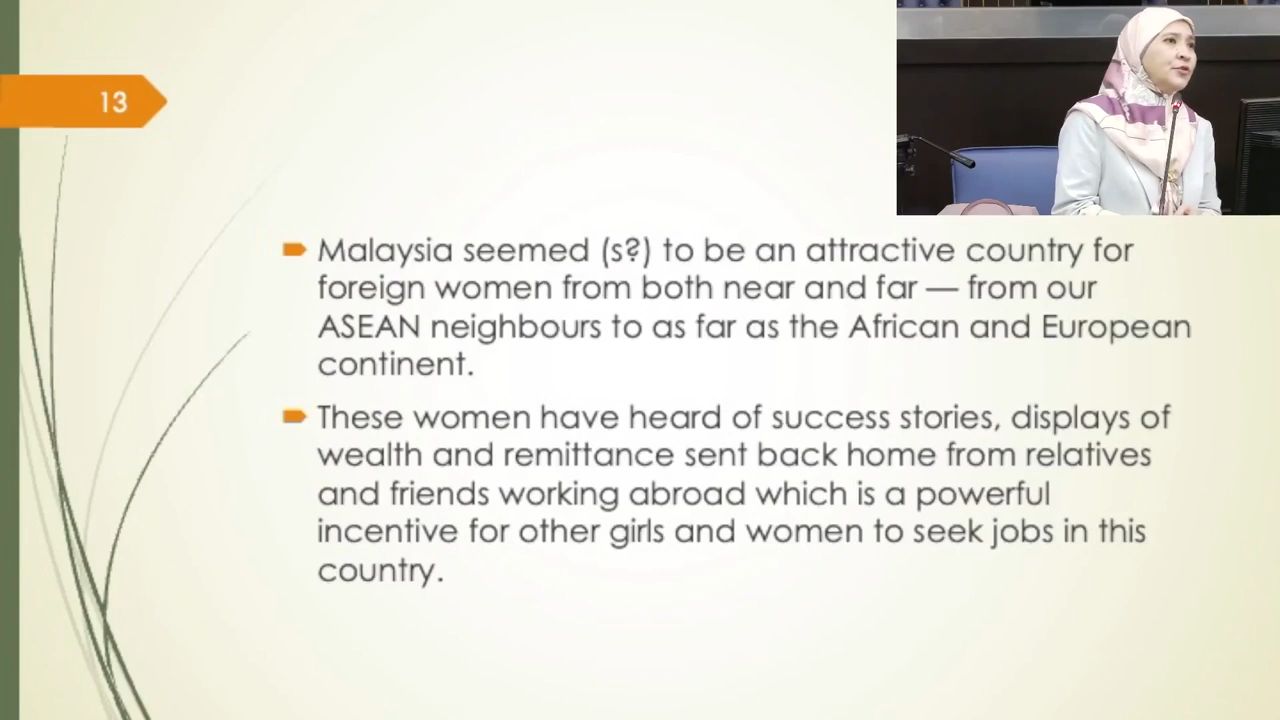 13
Malaysia seemed (s?) to be an attractive country for
foreign women from both near and far — from our
ASEAN neighbours to as far as the African and European
continent.
These women have heard of success stories, displays of
wealth and remittance sent back home from relatives
and friends working abroad which is a powerful
incentive for other girls and women to seek jobs in this
country.